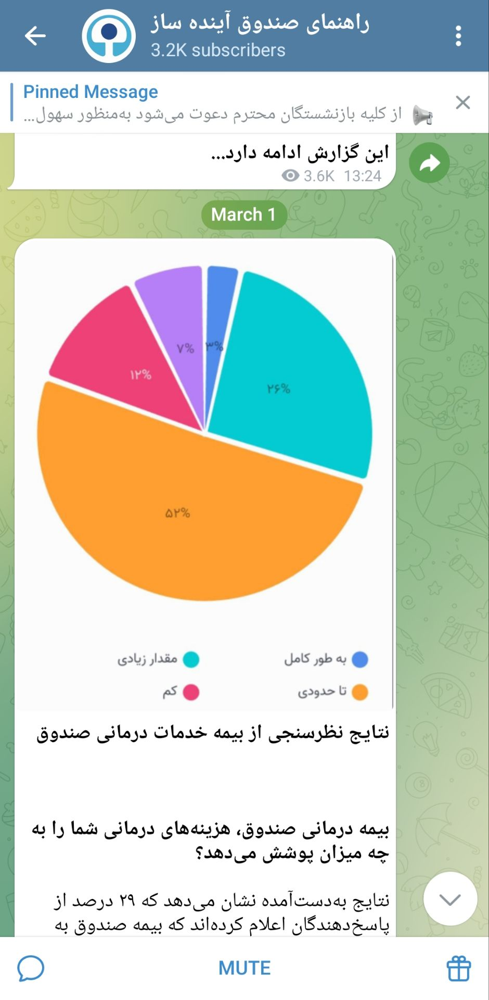 راهنمای صندوق آینده ساز
3.2K subscribers
Pinned Message
از کلیه بازنشستگان محترم دعوت می‌شود به‌منظور سهول...
این گزارش ادامه دارد...
3.6K 13:24
March 1
۷%
۳%
۱۲%
۲۶%
۵۲%
به طور کامل
مقدار زیادی
تا حدودی
کم
نتایج نظرسنجی از بیمه خدمات درمانی صندوق
بیمه درمانی صندوق، هزینه‌های درمانی شما را به
چه میزان پوشش می‌دهد؟
نتایج به‌دست‌آمده نشان می‌دهد که ۲۹ درصد از
پاسخ‌دهندگان اعلام کرده‌اند که بیمه صندوق به
MUTE